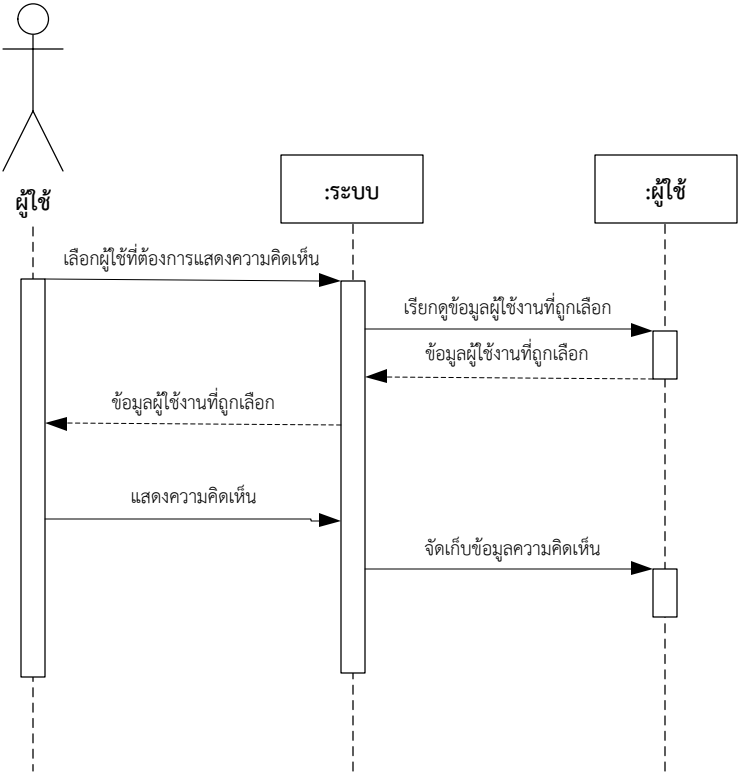 ผู้ใช้
:ระบบ
:ผู้ใช้
เลือกผู้ใช้ที่ต้องการแสดงความคิดเห็น
เรียกดูข้อมูลผู้ใช้งานที่ถูกเลือก
ข้อมูลผู้ใช้งานที่ถูกเลือก
ข้อมูลผู้ใช้งานที่ถูกเลือก
แสดงความคิดเห็น
จัดเก็บข้อมูลความคิดเห็น